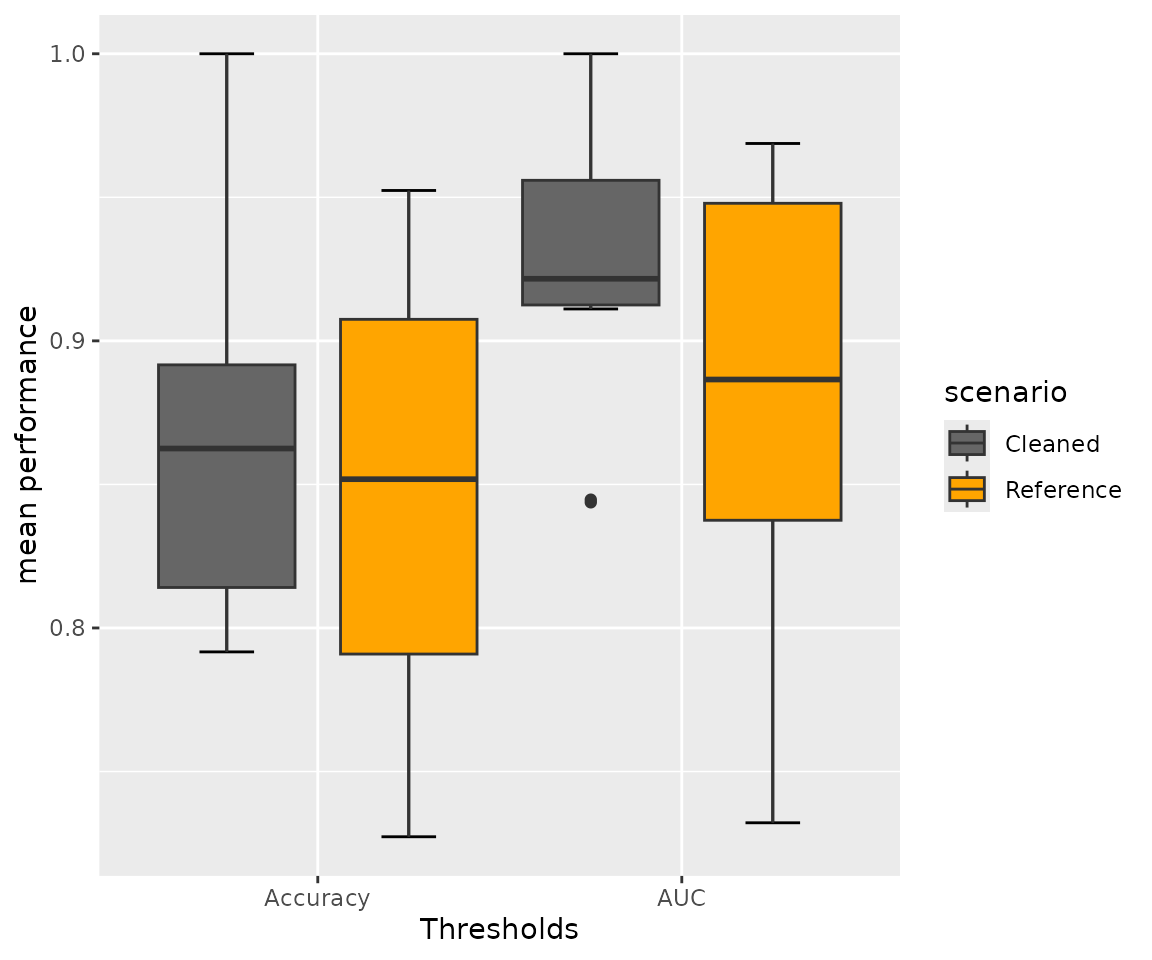 mean performance
1.0
0.9
0.8
Accuracy
AUC
Thresholds
scenario
Cleaned
Reference